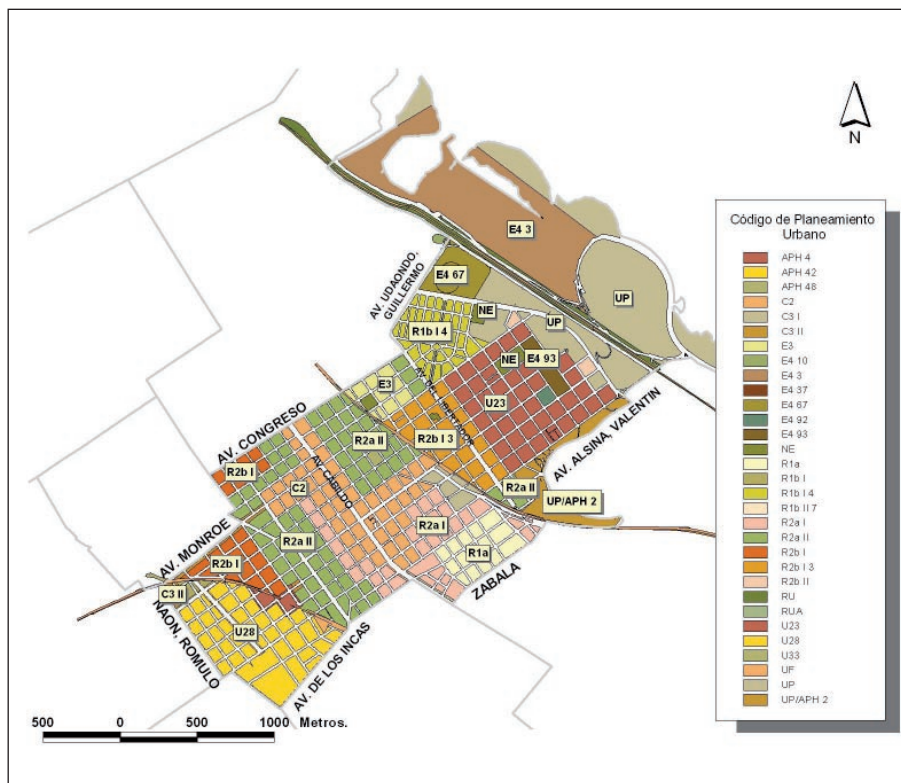 N
E4 3
UP
E4 67
AV. UDAONDO,
GUILLERMO
NE
UP
R1b I 4
NE
E4 93
E3
AV. DEL LIBERTADOR
U23
AV. CONGRESO
R2a II
R2b I 3
AV. ALSINA, VALENTIN
R2b I
C2
AV. CABILDO
R2a II
UP/APH 2
R2a I
AV. MONROE
R2a II
R1a
R2b I
ZABALA
C3 II
NAON, ROMULO
U28
AV. DE LOS INCAS
500 0 500 1000 Metros.
Código de Planeamiento
Urbano
APH 4
APH 42
APH 48
C2
C3 I
C3 II
E3
E4 10
E4 3
E4 37
E4 67
E4 92
E4 93
NE
R1a
R1b I
R1b I 4
R1b II 7
R2a I
R2a II
R2b I
R2b I 3
R2b II
RU
RUA
U23
U28
U33
UF
UP
UP/APH 2